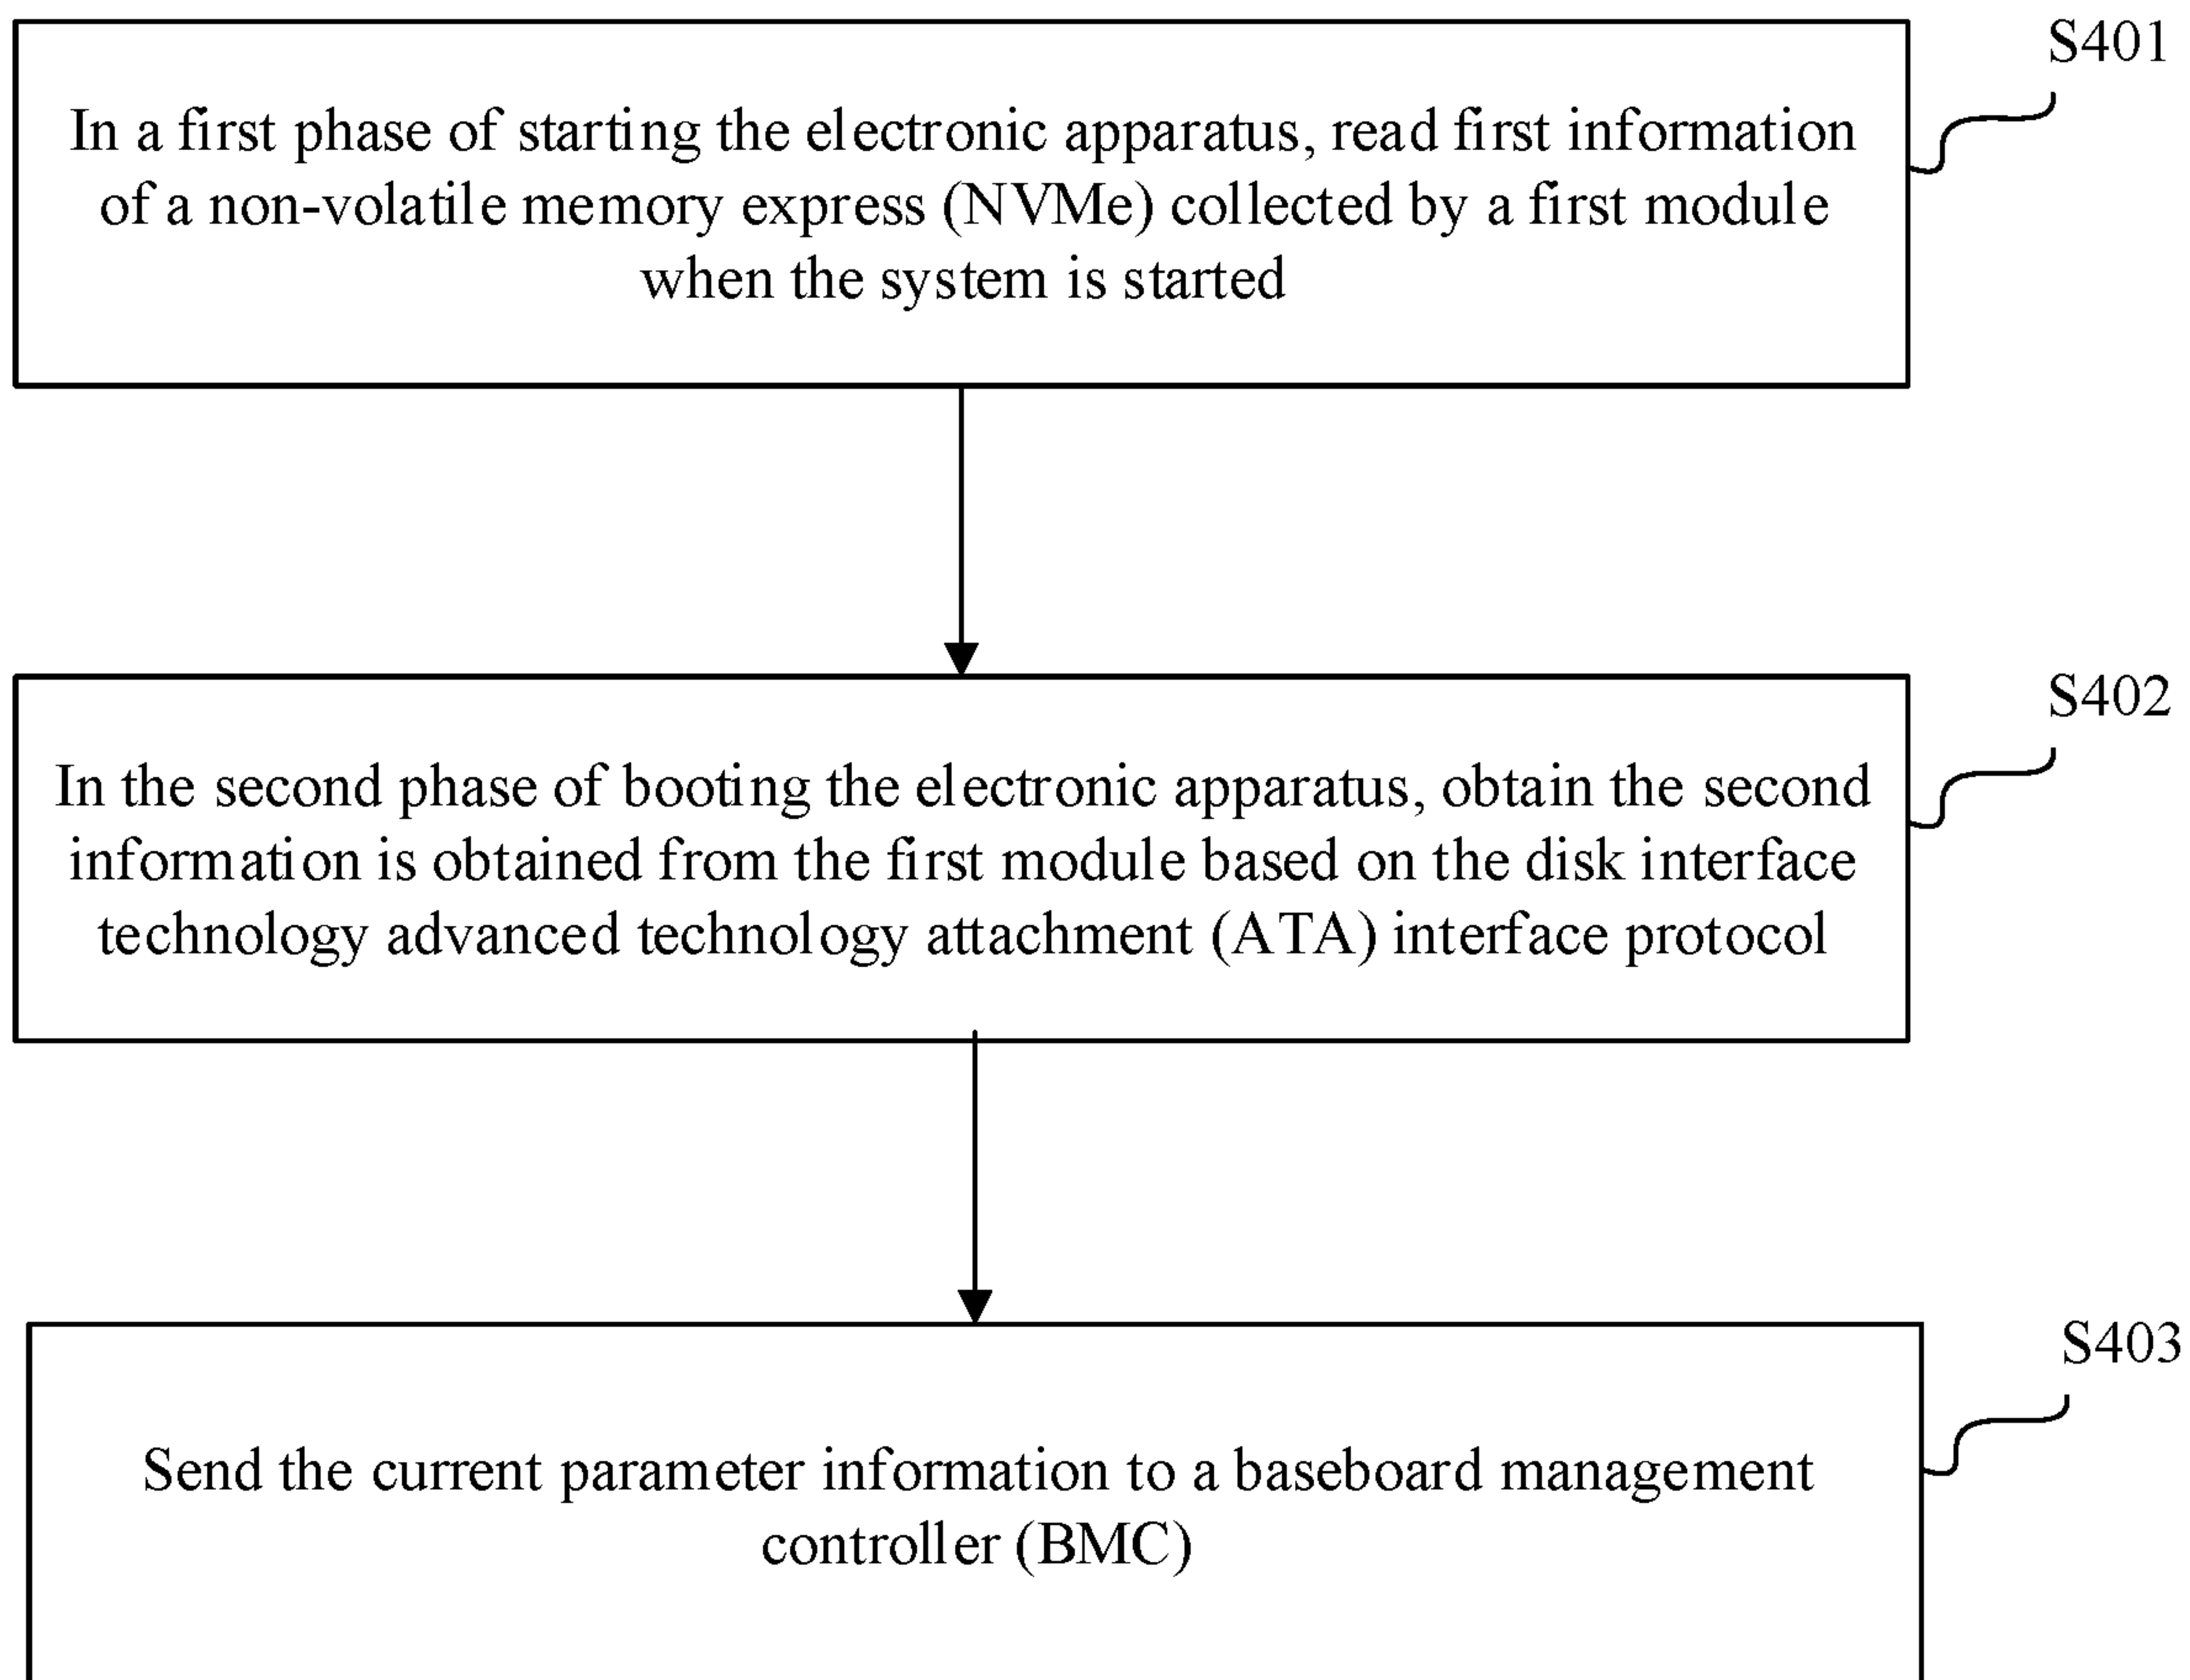 S401
In a first phase of starting the electronic apparatus, read first information
of a non-volatile memory express (NVMe) collected by a first module
when the system is started
S402
In the second phase of booting the electronic apparatus, obtain the second
information is obtained from the first module based on the disk interface
technology advanced technology attachment (ATA) interface protocol
S403
Send the current parameter information to a baseboard management
controller (BMC)